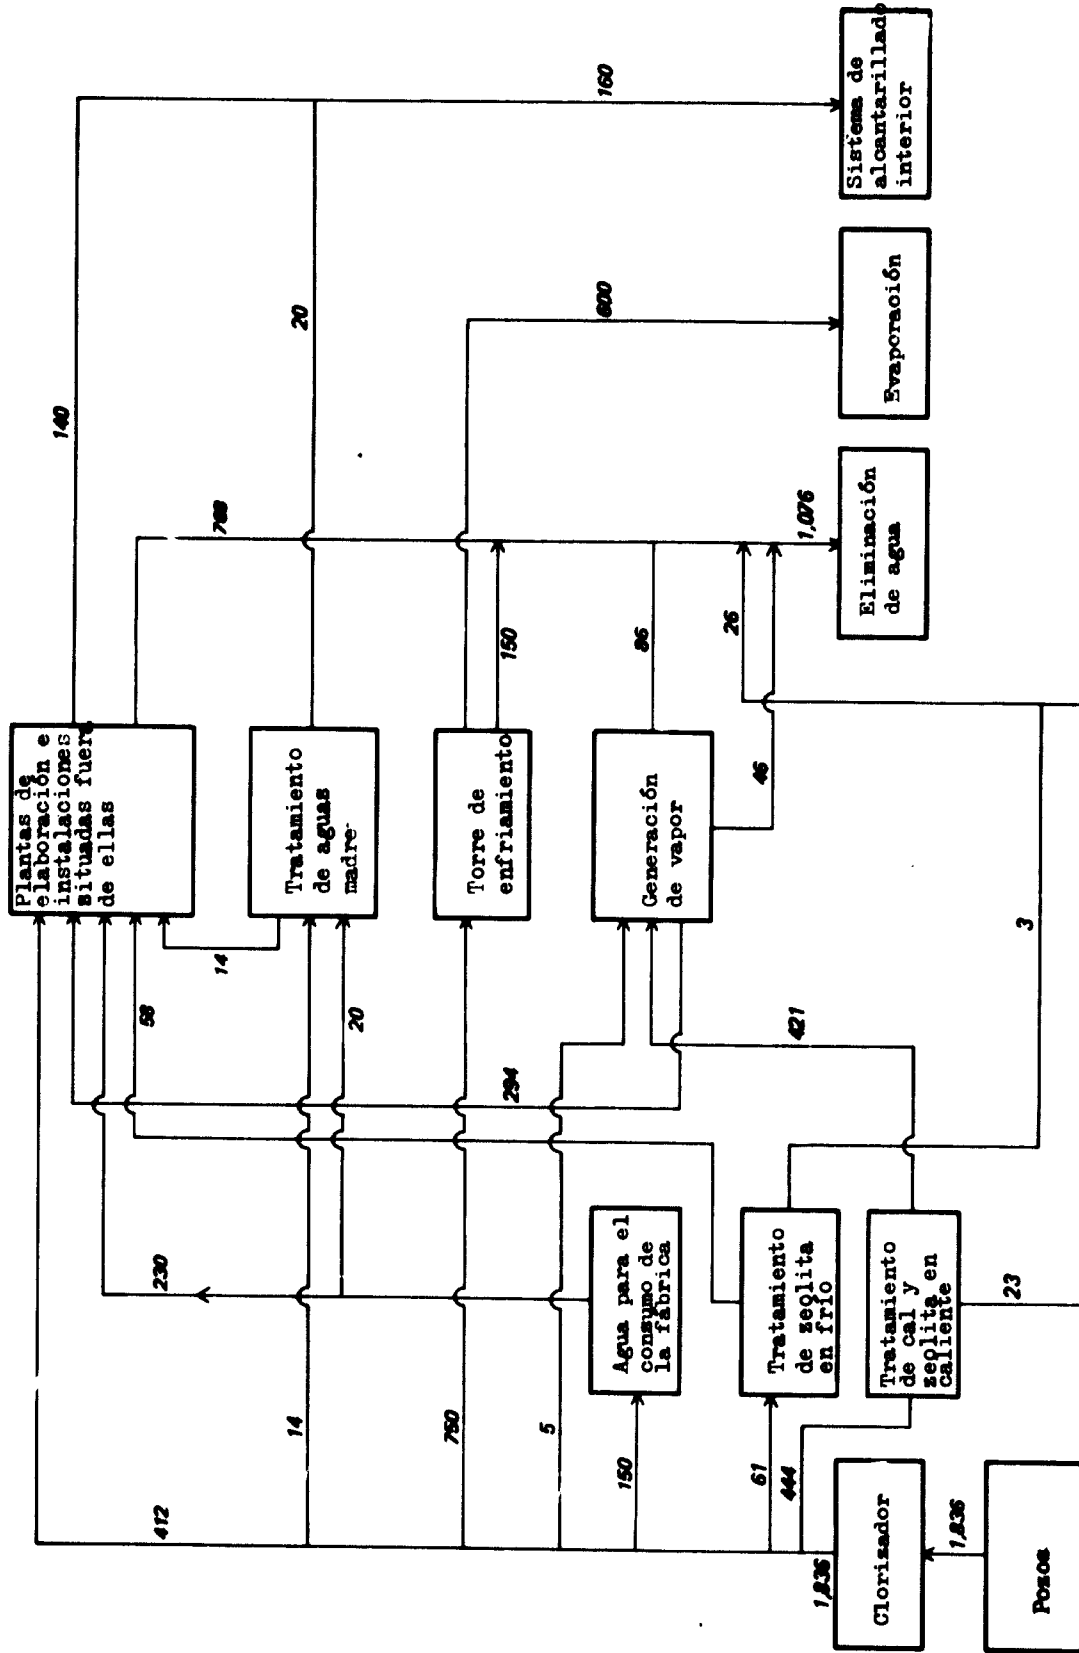 Plantas de
elaboración e
instalaciones
situadas fuera
de ellas
Tratamiento
de aguas
madre
Torre de
enfriamiento
Generación
de vapor
Agua para el
consumo de
la fábrica
Tratamiento
de zeolita
en frío
Tratamiento
de cal y
zeolita en
caliente
Clorizador
Pozos
Sistema de
alcantarillado
interior
Evaporación
Eliminación
de agua
140
160
20
600
150
86
26
46
1,076
14
58
20
294
421
3
230
23
412
14
750
5
150
61
444
1,836
1,836